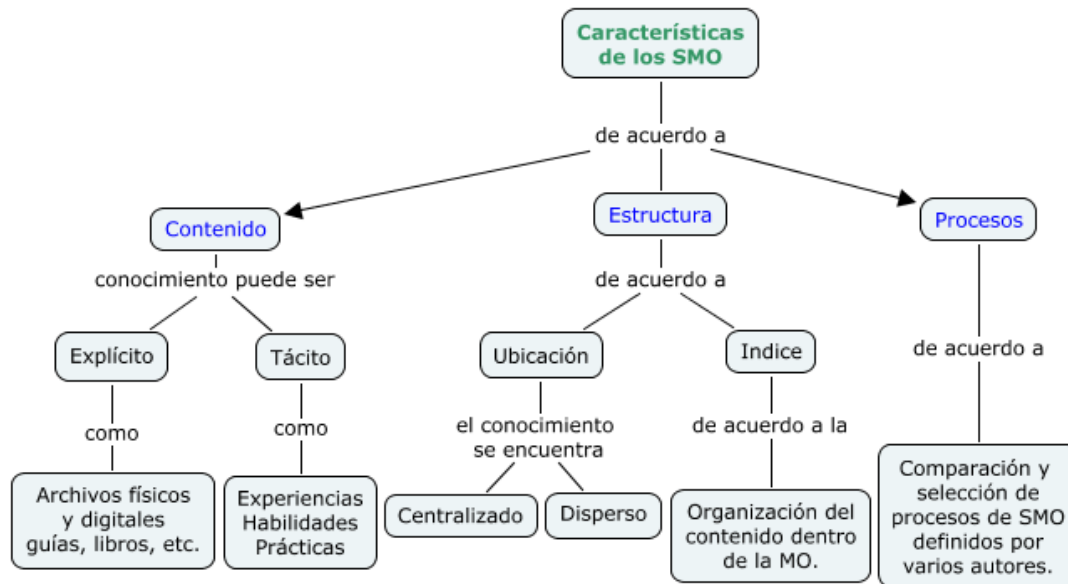 Características
de los SMO
de acuerdo a
Contenido
Estructura
Procesos
conocimiento puede ser
de acuerdo a
Explícito
Tácito
Ubicación
Indice
de acuerdo a
como
como
el conocimiento
se encuentra
de acuerdo a la
Archivos físicos
y digitales
guías, libros, etc.
Experiencias
Habilidades
Prácticas
Centralizado
Disperso
Organización del
contenido dentro
de la MO.
Comparación y
selección de
procesos de SMO
definidos por
varios autores.